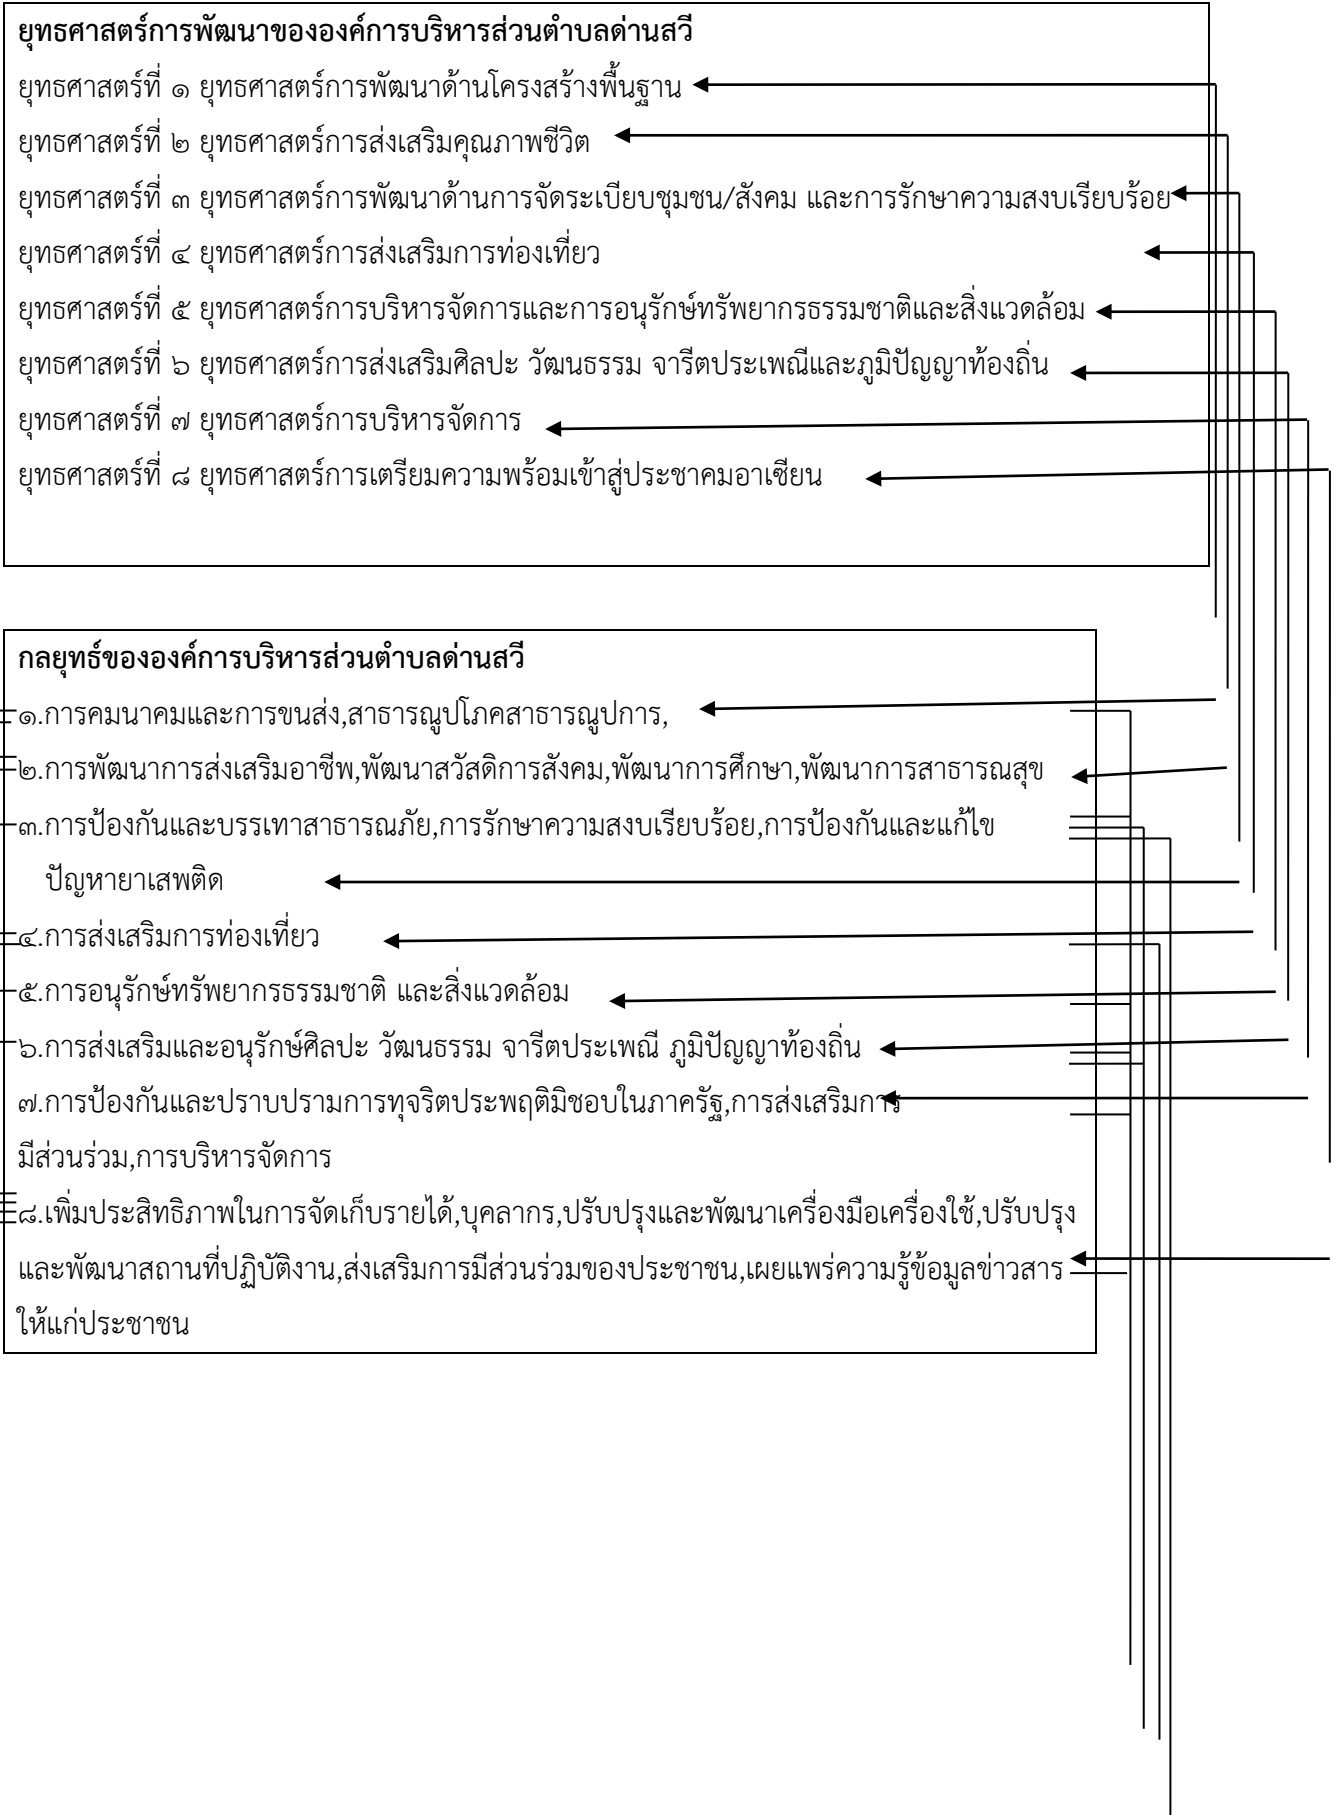 ยุทธศาสตร์การพัฒนาขององค์การบริหารส่วนตำบลด่านสวี
ยุทธศาสตร์ที่ ๑ ยุทธศาสตร์การพัฒนาด้านโครงสร้างพื้นฐาน
ยุทธศาสตร์ที่ ๒ ยุทธศาสตร์การส่งเสริมคุณภาพชีวิต
ยุทธศาสตร์ที่ ๓ ยุทธศาสตร์การพัฒนาด้านการจัดระเบียบชุมชน/สังคม และการรักษาความสงบเรียบร้อย
ยุทธศาสตร์ที่ ๔ ยุทธศาสตร์การส่งเสริมการท่องเที่ยว
ยุทธศาสตร์ที่ ๕ ยุทธศาสตร์การบริหารจัดการและการอนุรักษ์ทรัพยากรธรรมชาติและสิ่งแวดล้อม
ยุทธศาสตร์ที่ ๖ ยุทธศาสตร์การส่งเสริมศิลปะ วัฒนธรรม จารีตประเพณีและภูมิปัญญาท้องถิ่น
ยุทธศาสตร์ที่ ๗ ยุทธศาสตร์การบริหารจัดการ
ยุทธศาสตร์ที่ ๘ ยุทธศาสตร์การเตรียมความพร้อมเข้าสู่ประชาคมอาเซียน
กลยุทธ์ขององค์การบริหารส่วนตำบลด่านสวี
๑.การคมนาคมและการขนส่ง,สาธารณูปโภคสาธารณูปการ,
๒.การพัฒนาการส่งเสริมอาชีพ,พัฒนาสวัสดิการสังคม,พัฒนาการศึกษา,พัฒนาการสาธารณสุข
๓.การป้องกันและบรรเทาสาธารณภัย,การรักษาความสงบเรียบร้อย,การป้องกันและแก้ไข
ปัญหายาเสพติด
๔.การส่งเสริมการท่องเที่ยว
๕.การอนุรักษ์ทรัพยากรธรรมชาติ และสิ่งแวดล้อม
๖.การส่งเสริมและอนุรักษ์ศิลปะ วัฒนธรรม จารีตประเพณี ภูมิปัญญาท้องถิ่น
๗.การป้องกันและปราบปรามการทุจริตประพฤติมิชอบในภาครัฐ,การส่งเสริมการ
มีส่วนร่วม,การบริหารจัดการ
๘.เพิ่มประสิทธิภาพในการจัดเก็บรายได้,บุคลากร,ปรับปรุงและพัฒนาเครื่องมือเครื่องใช้,ปรับปรุง
และพัฒนาสถานที่ปฏิบัติงาน,ส่งเสริมการมีส่วนร่วมของประชาชน,เผยแพร่ความรู้ข้อมูลข่าวสาร
ให้แก่ประชาชน